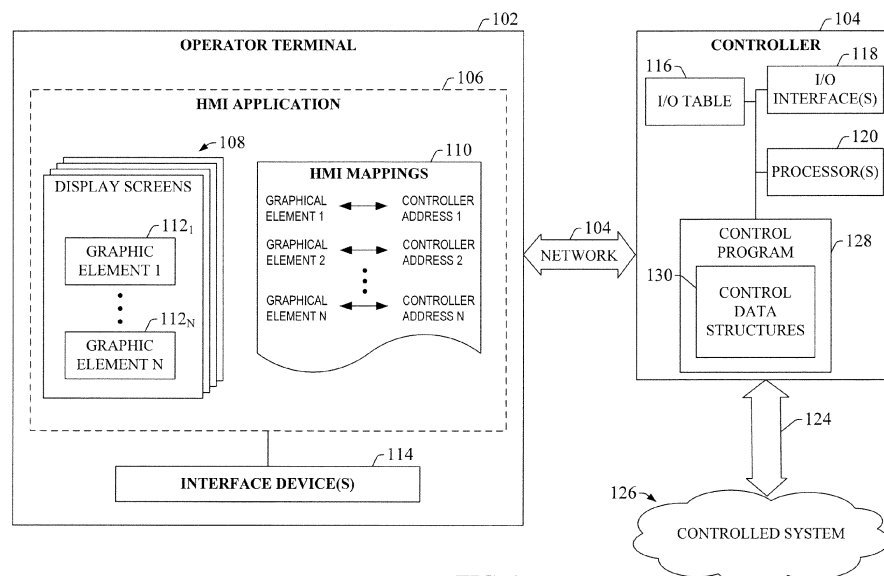 102
OPERATOR TERMINAL
106
HMI APPLICATION
108
DISPLAY SCREENS
112₁
GRAPHIC
ELEMENT 1
112N
GRAPHIC
ELEMENT N
110
HMI MAPPINGS
GRAPHICAL
ELEMENT 1
CONTROLLER
ADDRESS 1
GRAPHICAL
ELEMENT 2
CONTROLLER
ADDRESS 2
GRAPHICAL
ELEMENT N
CONTROLLER
ADDRESS N
114
INTERFACE DEVICE(S)
104
NETWORK
104
CONTROLLER
116
I/O TABLE
118
I/O
INTERFACE(S)
120
PROCESSOR(S)
128
CONTROL
PROGRAM
130
CONTROL
DATA
STRUCTURES
124
126
CONTROLLED SYSTEM